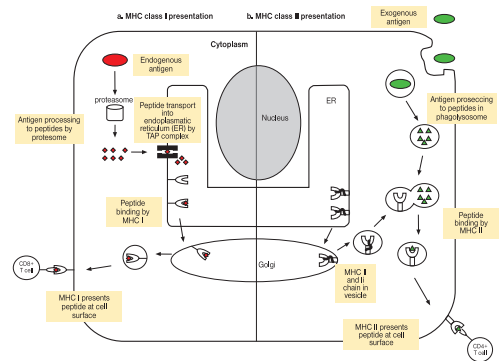 a. MHC class I presentation
b. MHC class II presentation
Exogenous
antigen
Cytoplasm
Endogenous
antigen
proteasome
Nucleus
ER
Antigen processing
to peptides by
protesome
Peptide transport
into
endoplasmatic
reticulum (ER) by
TAP complex
Antigen proseccing
to peptides in
phagolysosome
Peptide
binding by
MHC I
Peptide
binding by
MHC II
Golgi
MHC II
and Ii
chain in
vesicle
CD8+
T cell
MHC I presents
peptide at cell
surface
MHC II presents
peptide at cell
surface
CD4+
T cell